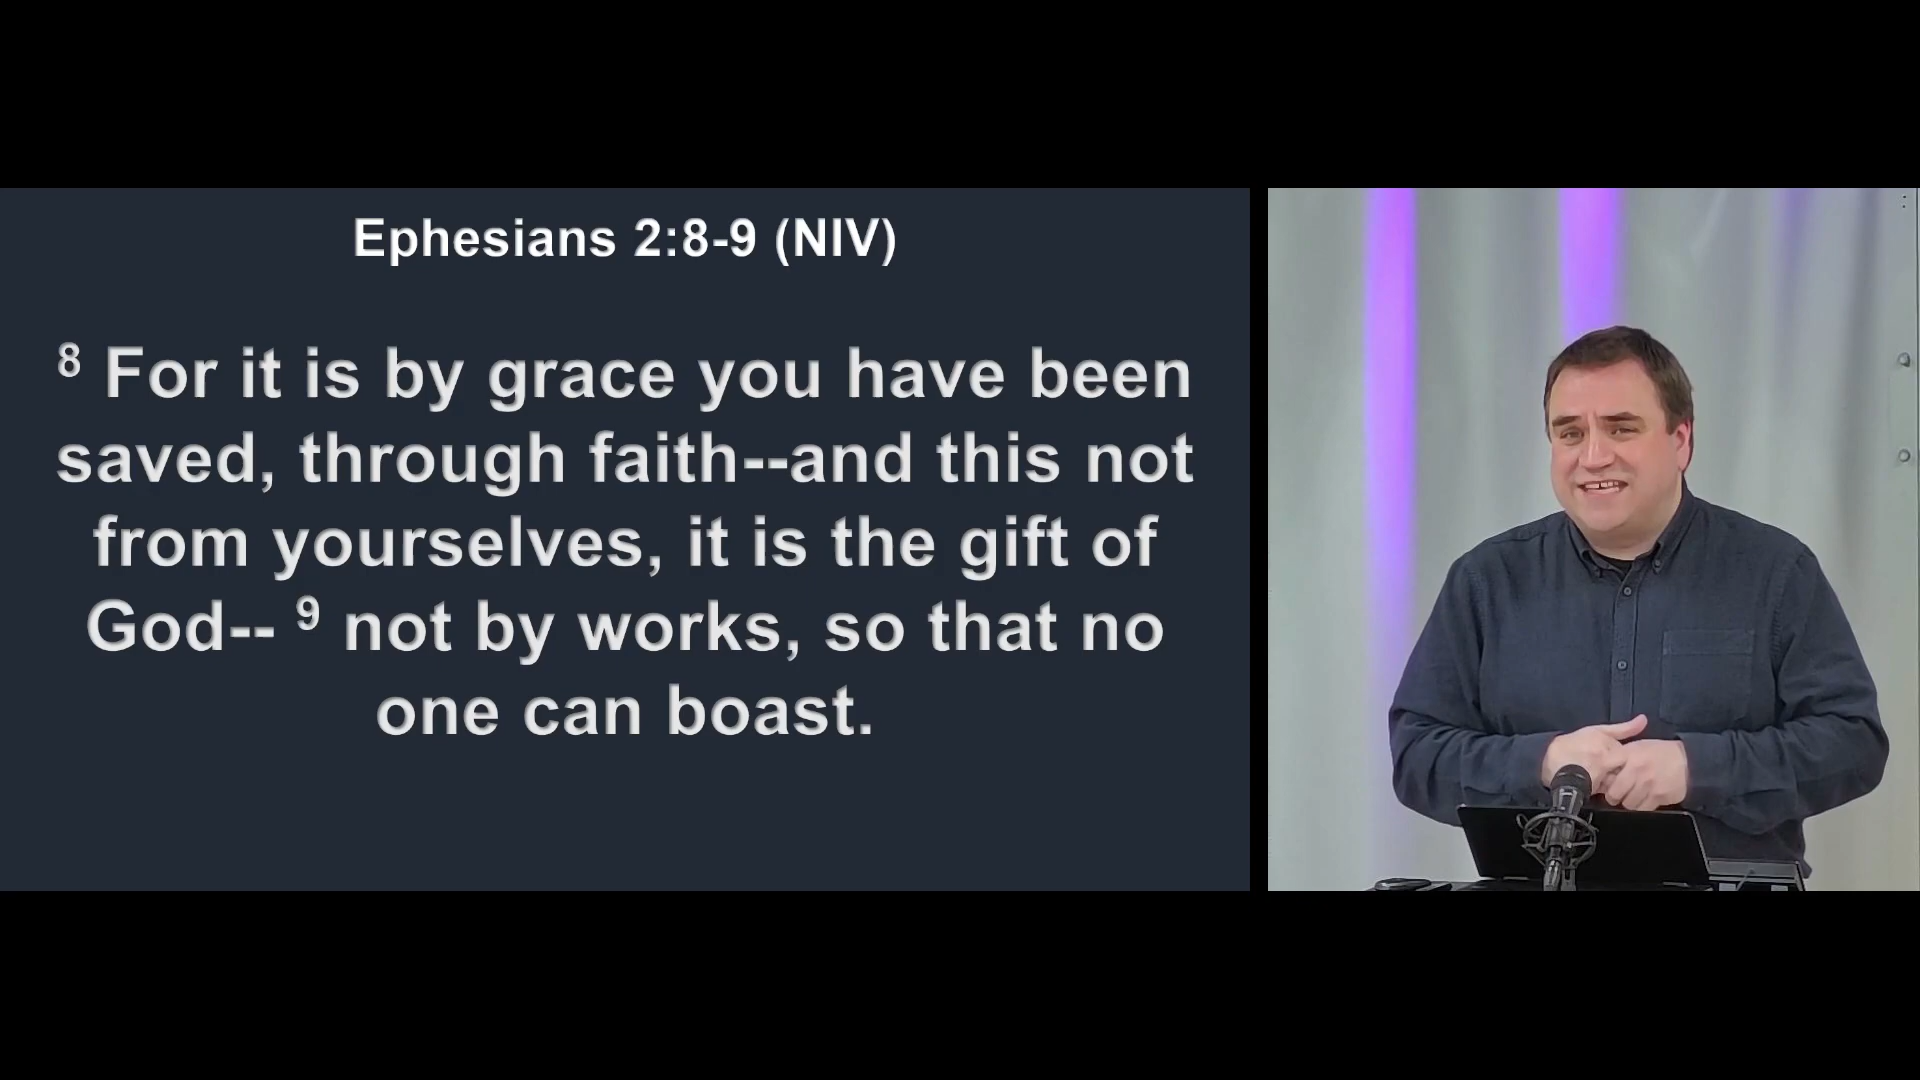 Ephesians 2:8-9 (NIV)
8 For it is by grace you have been
saved, through faith--and this not
from yourselves, it is the gift of
God-- 9 not by works, so that no
one can boast.